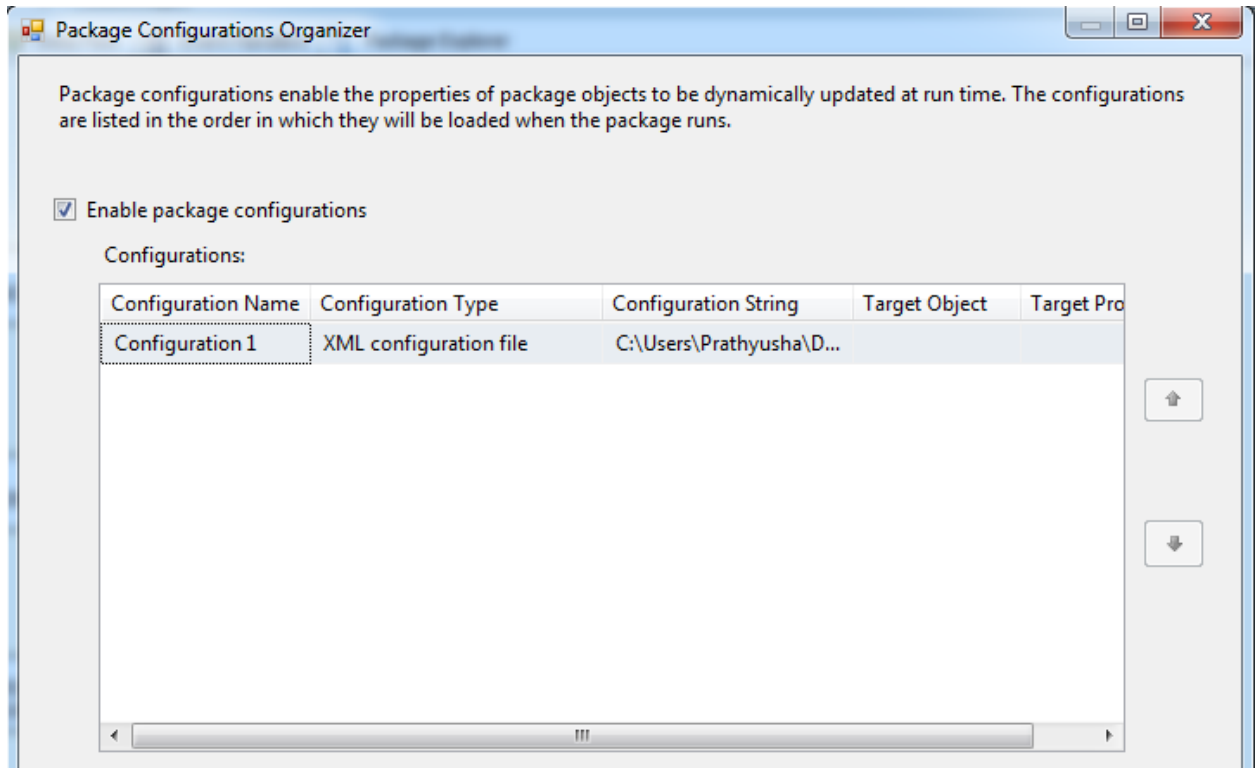 Package Configurations Organizer
Package configurations enable the properties of package objects to be dynamically updated at run time. The configurations
are listed in the order in which they will be loaded when the package runs.
Enable package configurations
Configurations:
Configuration Name Configuration Type Configuration String Target Object Target Pro
Configuration 1 XML configuration file C:\Users\Prathyusha\D...